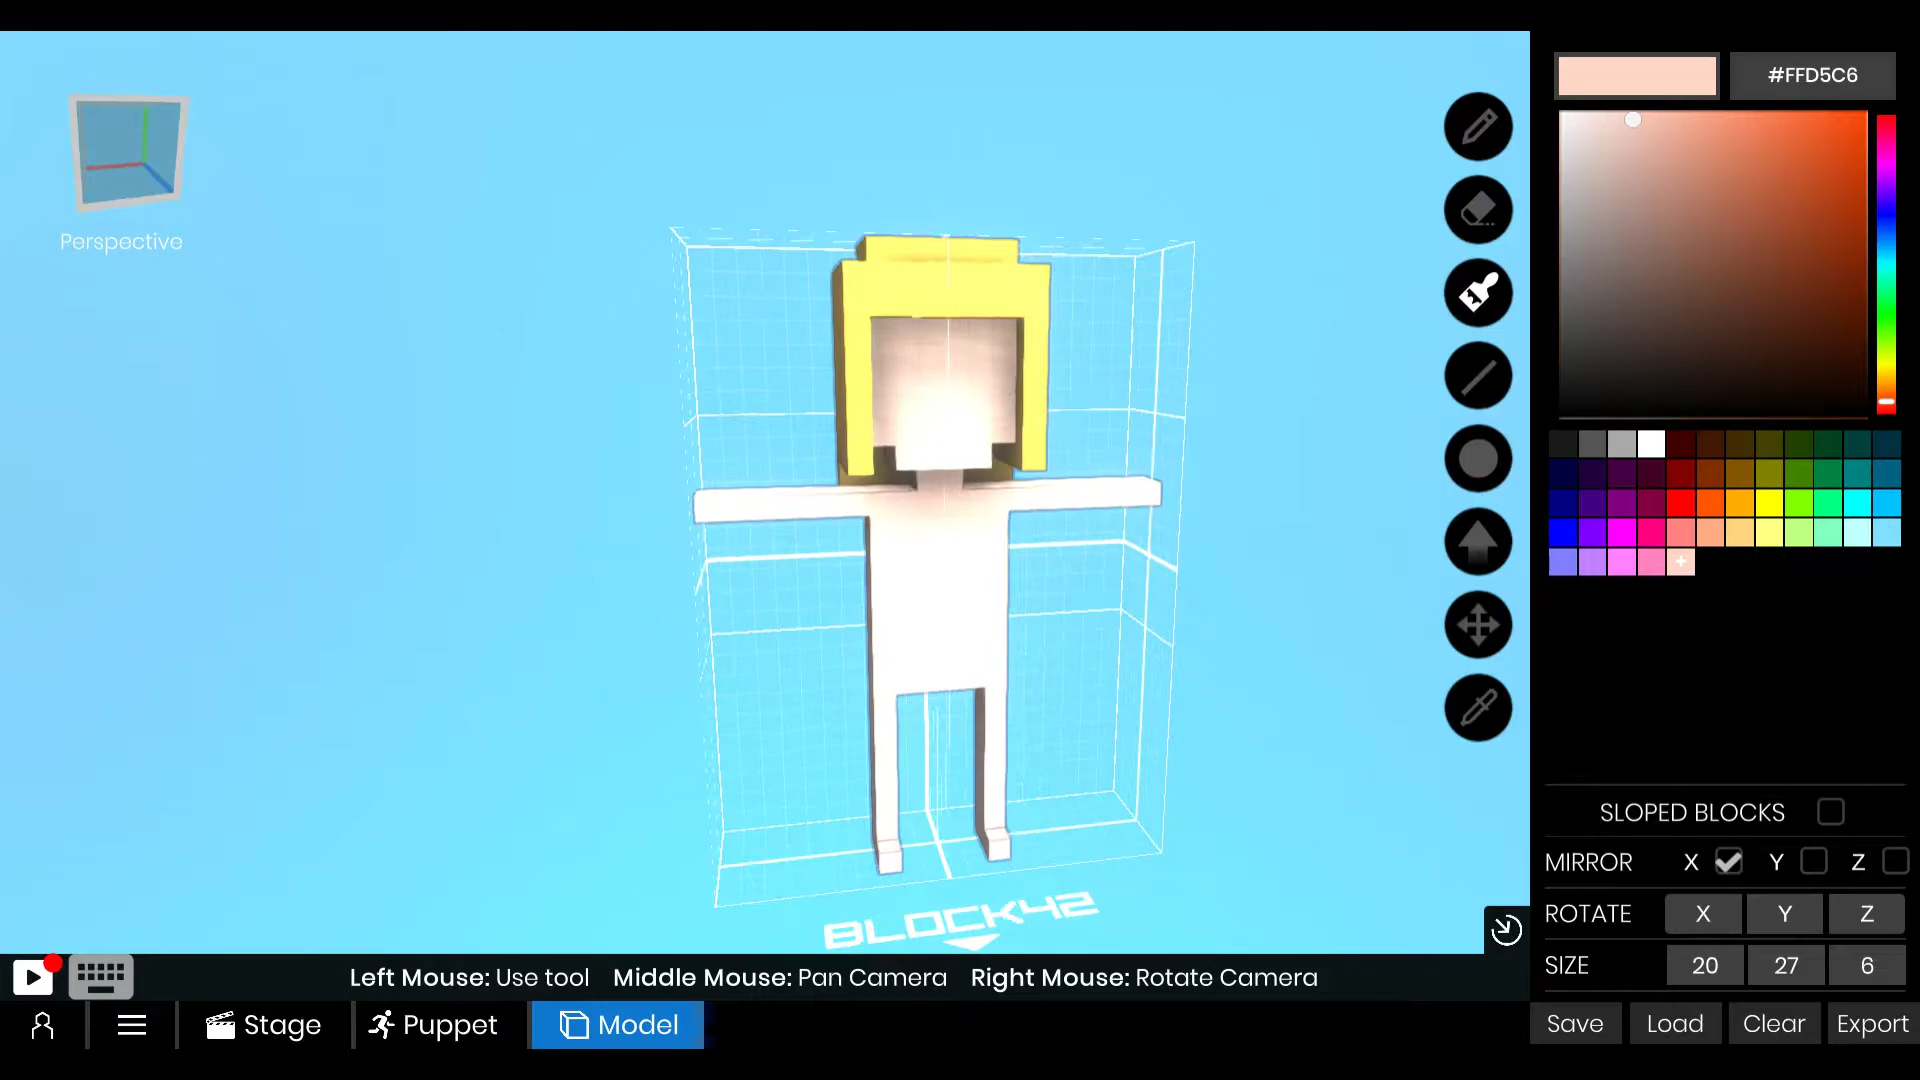 #FFD5C6
Perspective
BLOCK42
SLOPED BLOCKS
MIRROR X Y Z
ROTATE X Y Z
SIZE 20 27 6
Left Mouse: Use tool Middle Mouse: Pan Camera Right Mouse: Rotate Camera
Stage Puppet Model
Save Load Clear Export